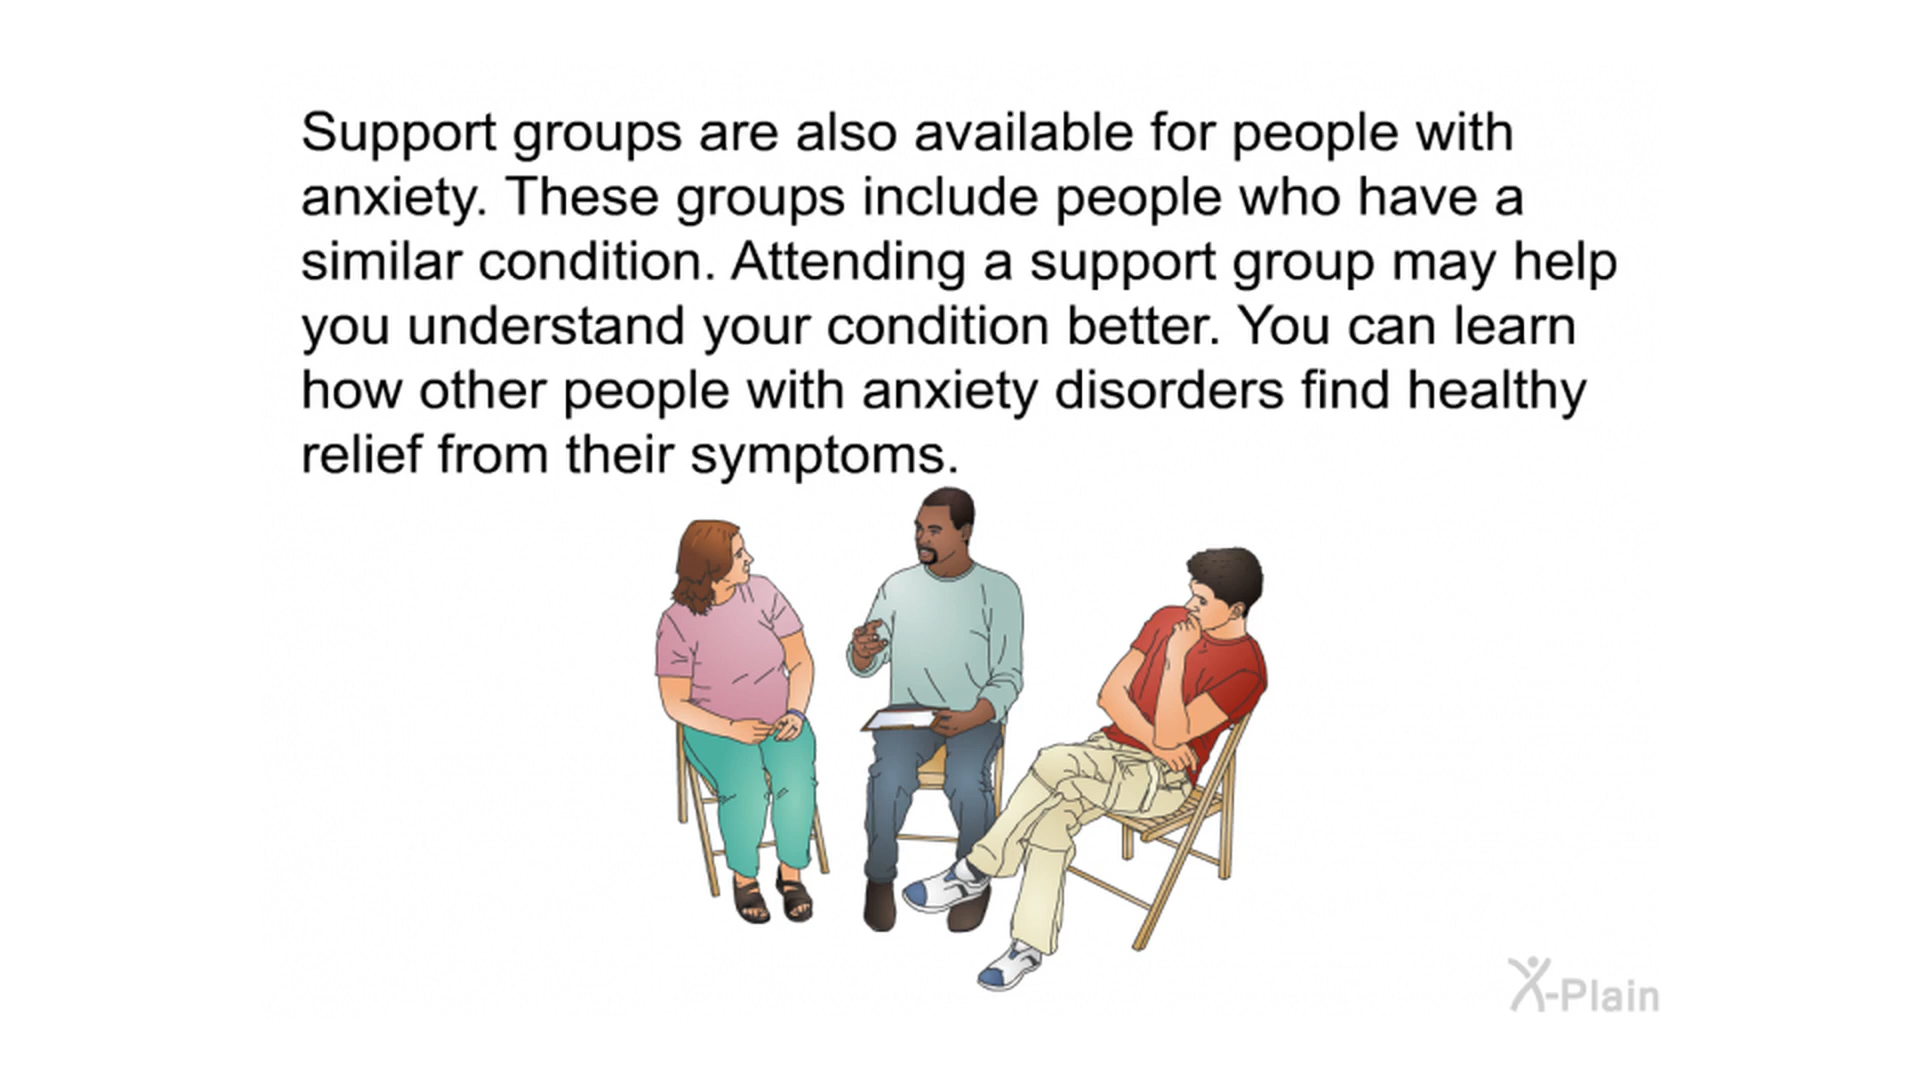 Support groups are also available for people with
anxiety. These groups include people who have a
similar condition. Attending a support group may help
you understand your condition better. You can learn
how other people with anxiety disorders find healthy
relief from their symptoms.
X-Plain